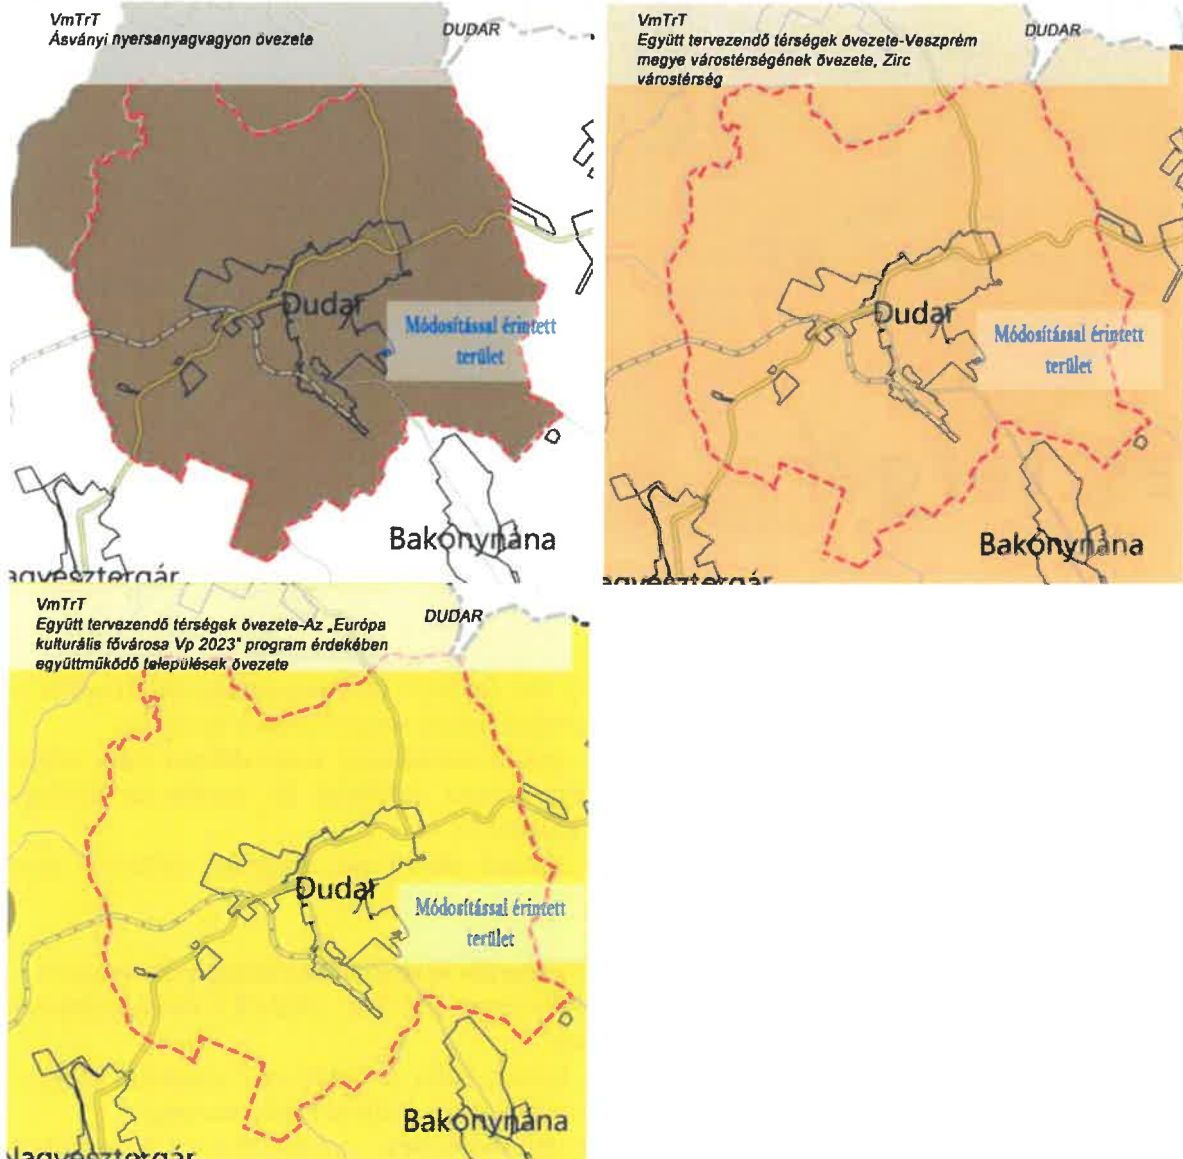 VmTrT
Ásványi nyersanyagvagyon övezete
DUDAR
Dudar
Módosítással érintett
terület
Bakonynána
VmTrT
Együtt tervezendő térségek övezete-Veszprém
megye várostérségének övezete, Zirc
várostérség
DUDAR
Dudar
Módosítással érintett
terület
Bakonynána
VmTrT
Együtt tervezendő térségek övezete-Az „Európa
kulturális fővárosa Vp 2023" program érdekében
együttműködő települések övezete
DUDAR
Dudar
Módosítással érintett
terület
Bakonynána